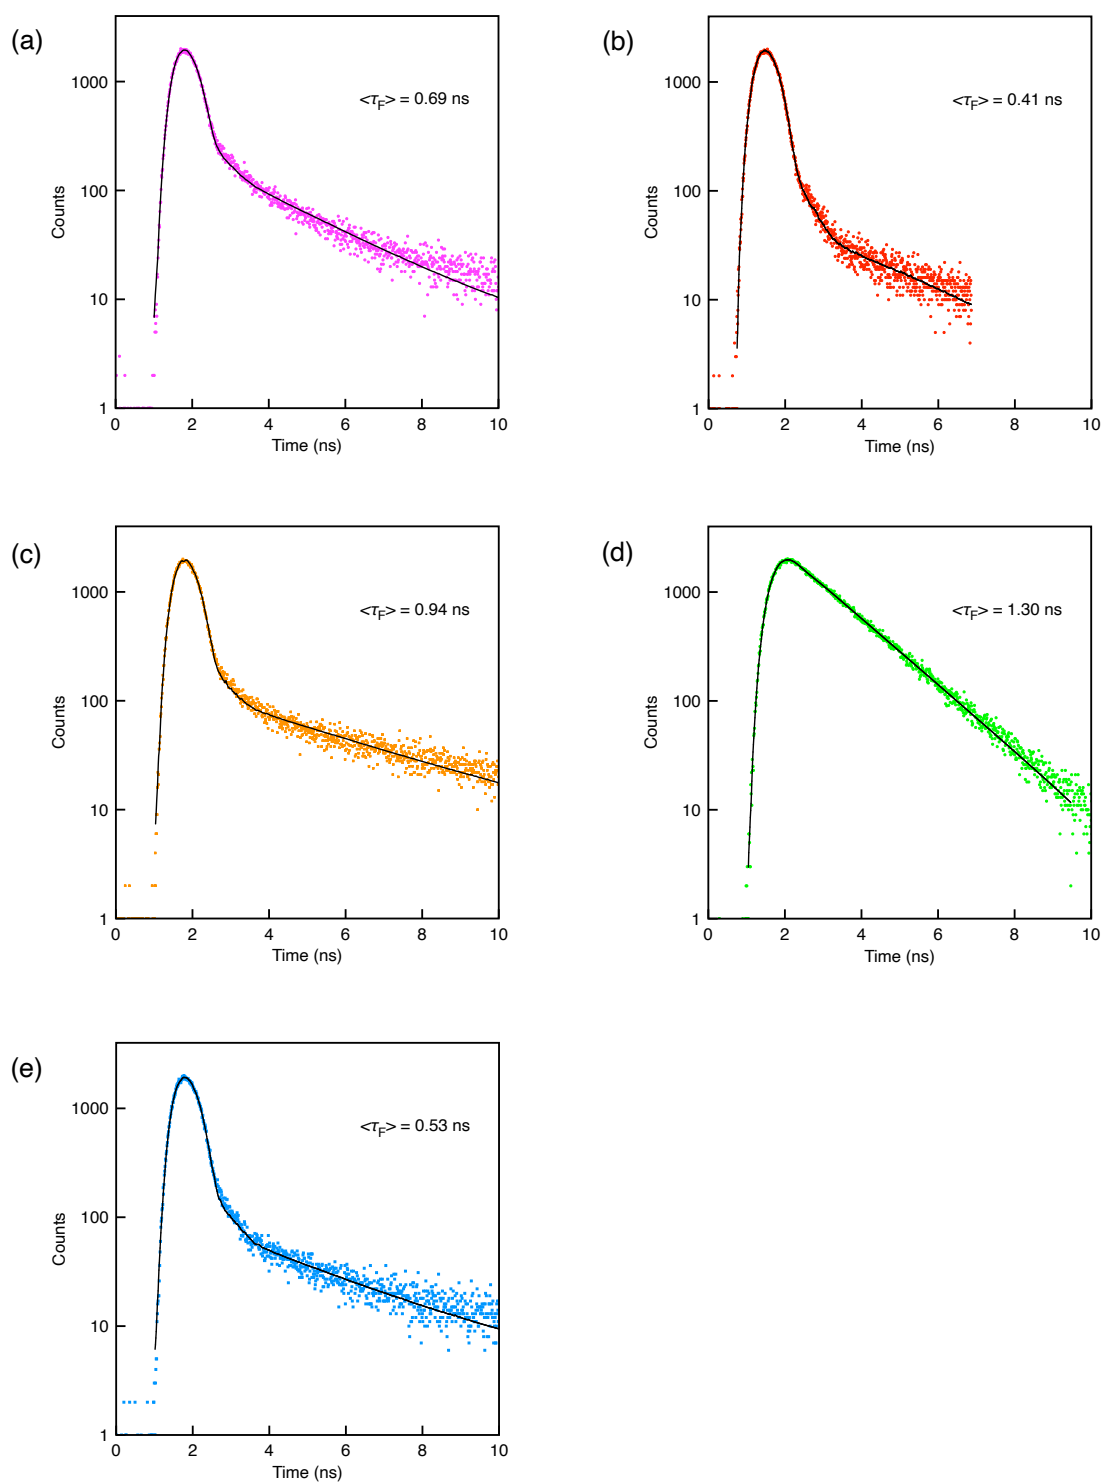 (a)
1000
100
10
1
Counts
<τF> = 0.69 ns
0 2 4 6 8 10
Time (ns)
(b)
1000
100
10
1
Counts
<τF> = 0.41 ns
0 2 4 6 8 10
Time (ns)
(c)
1000
100
10
1
Counts
<τF> = 0.94 ns
0 2 4 6 8 10
Time (ns)
(d)
1000
100
10
1
Counts
<τF> = 1.30 ns
0 2 4 6 8 10
Time (ns)
(e)
1000
100
10
1
Counts
<τF> = 0.53 ns
0 2 4 6 8 10
Time (ns)